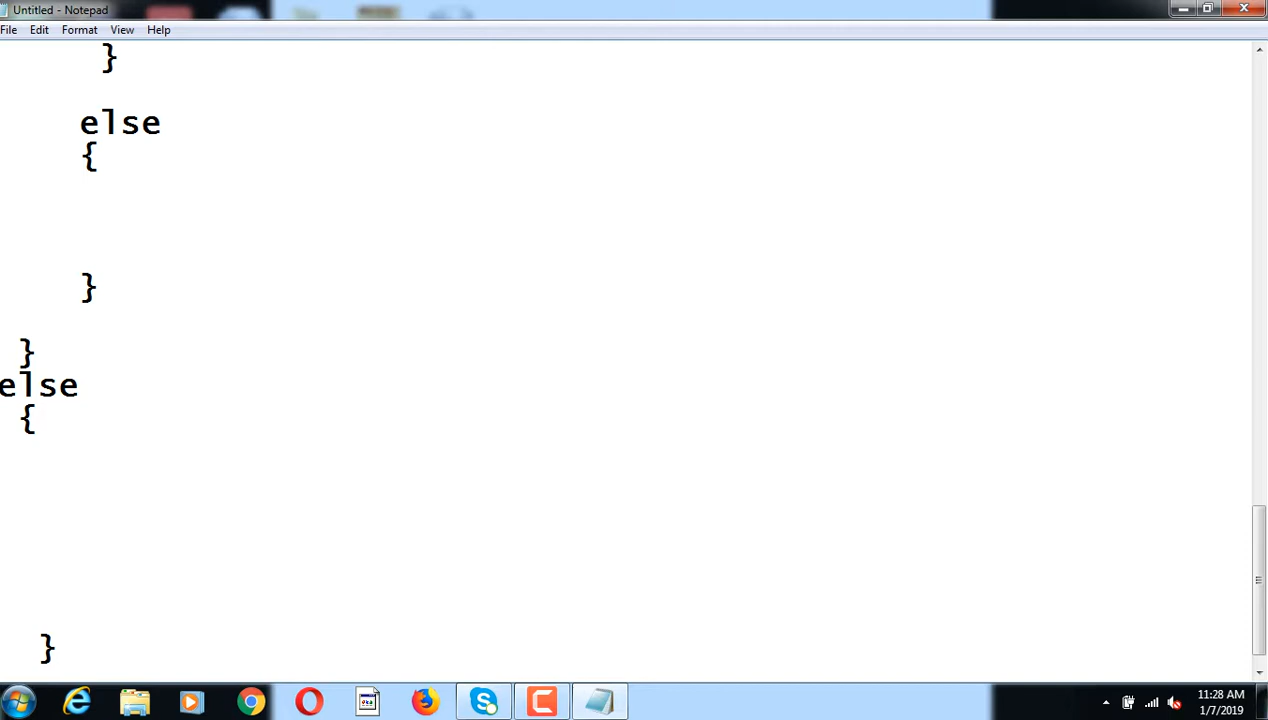 Untitled - Notepad
File Edit Format View Help
}
else
{
}
}
else
{
}
11:28 AM
1/7/2019